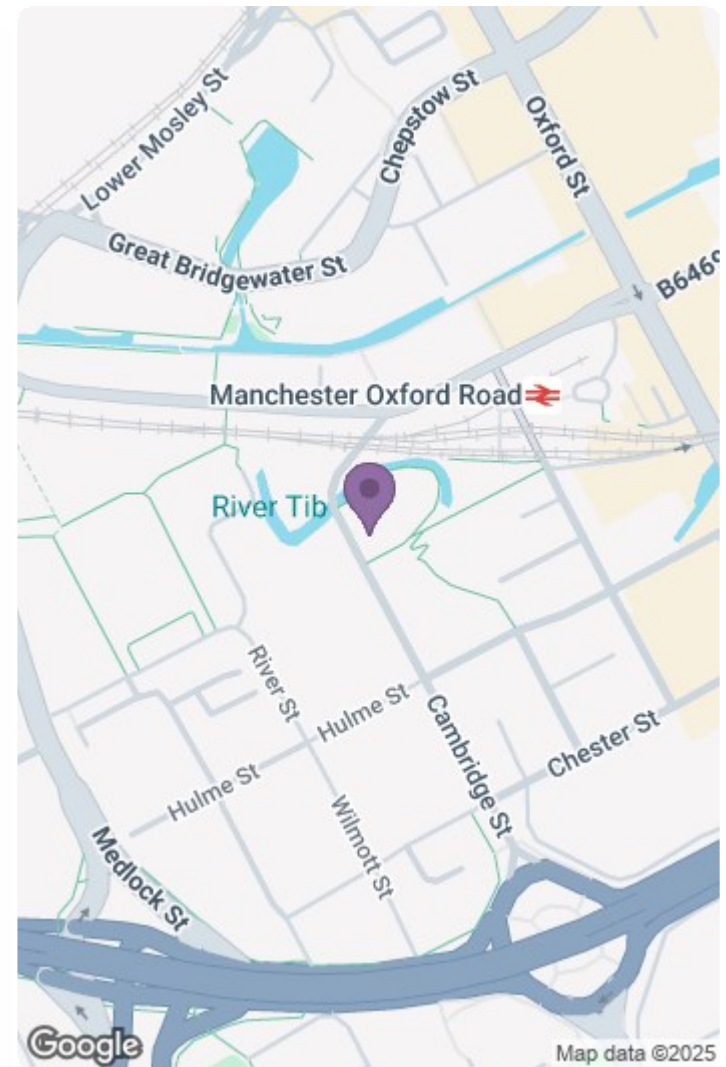 Lower Mosley St
Chepstow St
Oxford St
Great Bridgewater St
B646
Manchester Oxford Road
River Tib
River St
Hulme St
Cambridge St
Hulme St
Chester St
Wilmott St
Medlock St
Google
Map data ©2025